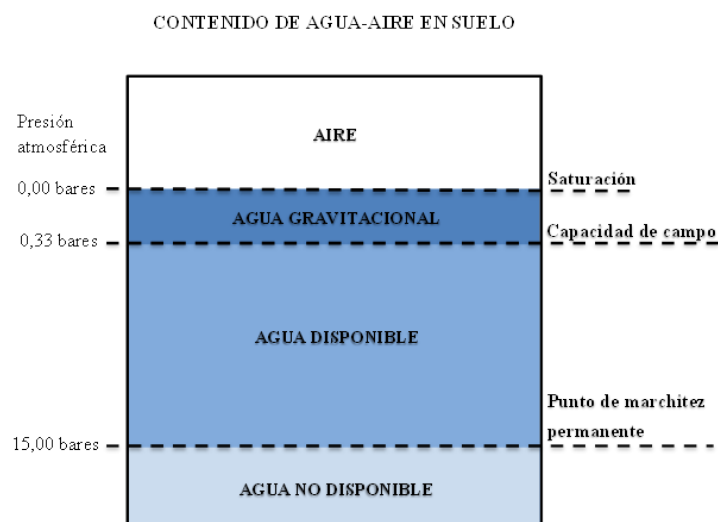 CONTENIDO DE AGUA-AIRE EN SUELO
Presión
atmosférica
AIRE
0,00 bares
Saturación
AGUA GRAVITACIONAL
0,33 bares
Capacidad de campo
AGUA DISPONIBLE
Punto de marchitez
permanente
15,00 bares
AGUA NO DISPONIBLE